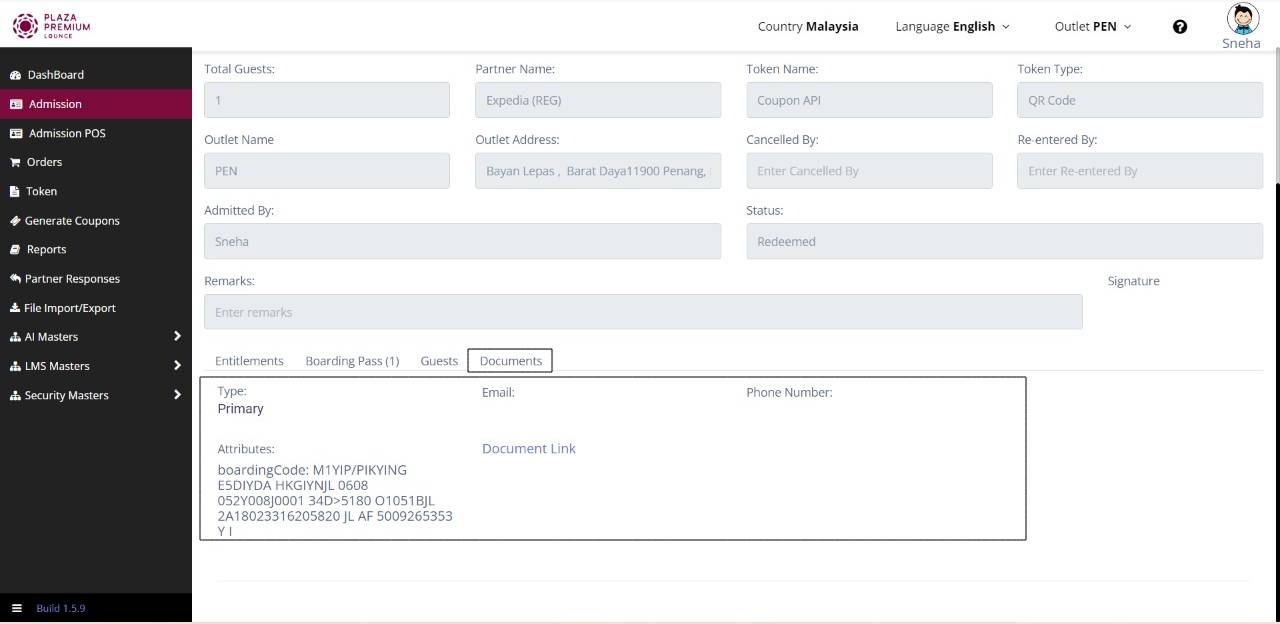 PLAZA
PREMIUM
LOUNGE
Country Malaysia
Language English
Outlet PEN
Sneha
DashBoard
Admission
Admission POS
Orders
Token
Generate Coupons
Reports
Partner Responses
File Import/Export
AI Masters
LMS Masters
Security Masters
Build 1.5.9
Total Guests: Partner Name: Token Name: Token Type:
1 Expedia (REG) Coupon API QR Code
Outlet Name Outlet Address: Cancelled By: Re-entered By:
PEN Bayan Lepas , Barat Daya11900 Penang, Enter Cancelled By Enter Re-entered By
Admitted By: Status:
Sneha Redeemed
Remarks: Signature
Enter remarks
Entitlements Boarding Pass (1) Guests Documents
Type: Email: Phone Number:
Primary
Attributes: Document Link
boardingCode: M1YIP/PIKYING
E5DIYDA HKGIYNJL 0608
052Y008J0001 34D>5180 O1051BJL
2A18023316205820 JL AF 5009265353
Y I